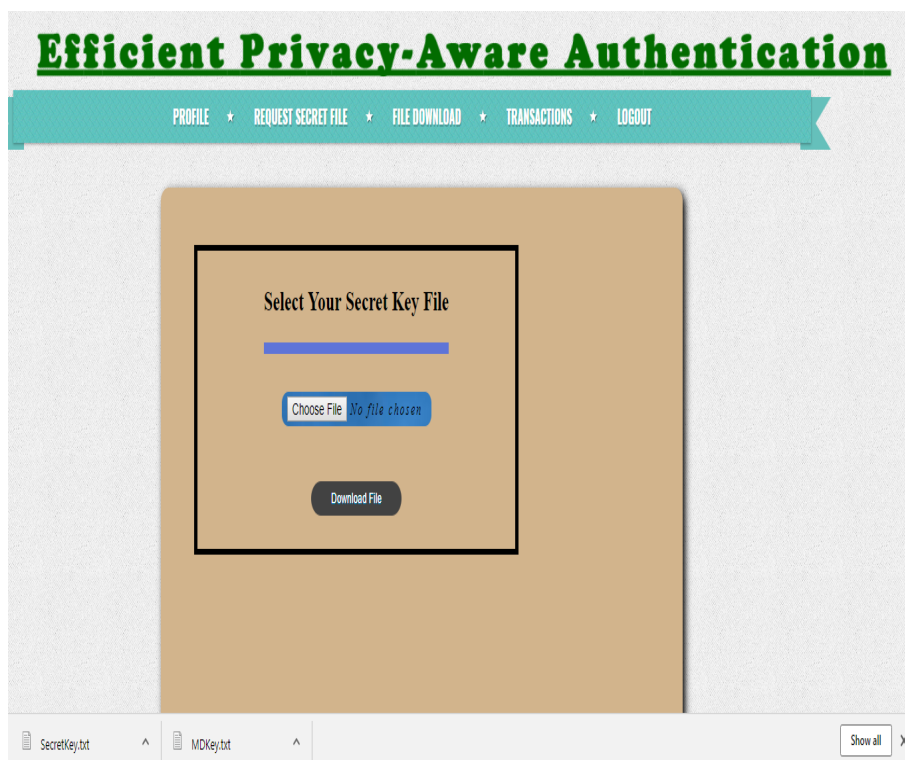 Efficient Privacy-Aware Authentication
PROFILE ★ REQUEST SECRET FILE ★ FILE DOWNLOAD ★ TRANSACTIONS ★ LOGOUT
Select Your Secret Key File
Choose File No file chosen
Download File
SecretKey.txt MDKey.txt Show all